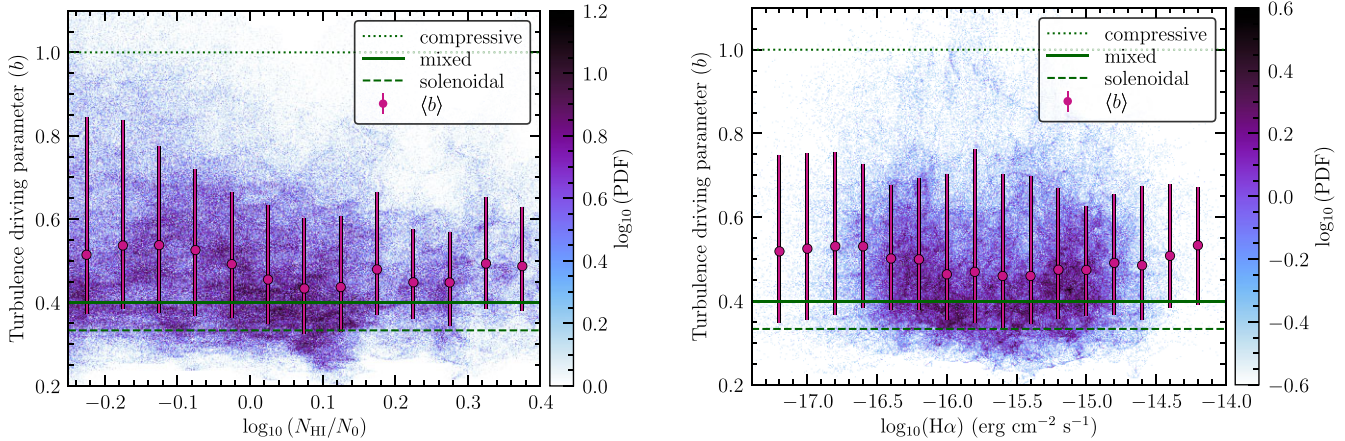 Turbulence driving parameter (b)
1.0
0.8
0.6
0.4
0.2
compressive
mixed
solenoidal
⟨b⟩
−0.2
−0.1
0.0
0.1
0.2
0.3
0.4
log₁₀ (N_HI/N₀)
1.2
1.0
0.8
0.6
0.4
0.2
0.0
log₁₀ (PDF)
Turbulence driving parameter (b)
1.0
0.8
0.6
0.4
0.2
compressive
mixed
solenoidal
⟨b⟩
−17.0
−16.5
−16.0
−15.5
−15.0
−14.5
−14.0
log₁₀(Hα) (erg cm⁻² s⁻¹)
0.6
0.4
0.2
0.0
−0.2
−0.4
−0.6
log₁₀ (PDF)